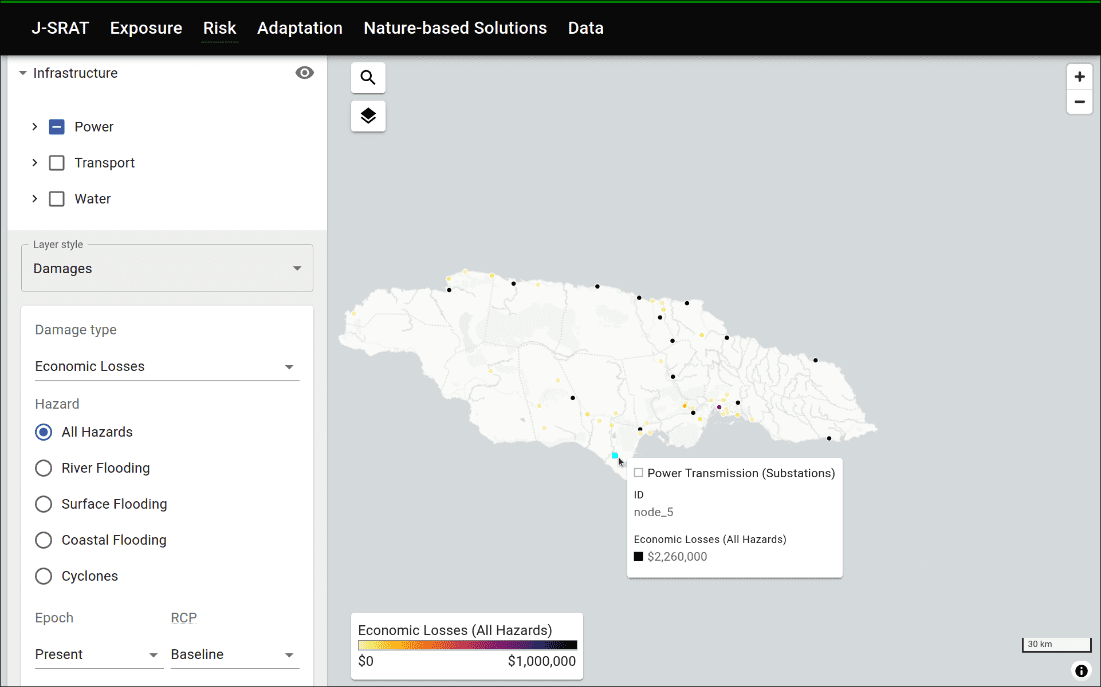 J-SRAT Exposure Risk Adaptation Nature-based Solutions Data
Infrastructure
Power
Transport
Water
Layer style
Damages
Damage type
Economic Losses
Hazard
All Hazards
River Flooding
Surface Flooding
Coastal Flooding
Cyclones
Epoch RCP
Present Baseline
+
−
Power Transmission (Substations)
ID
node_5
Economic Losses (All Hazards)
$2,260,000
Economic Losses (All Hazards)
$0 $1,000,000
30 km